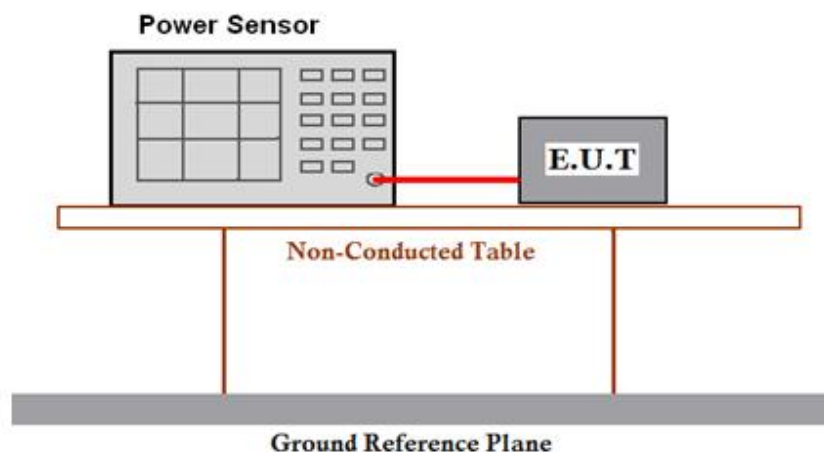 Power Sensor
E.U.T
Non-Conducted Table
Ground Reference Plane